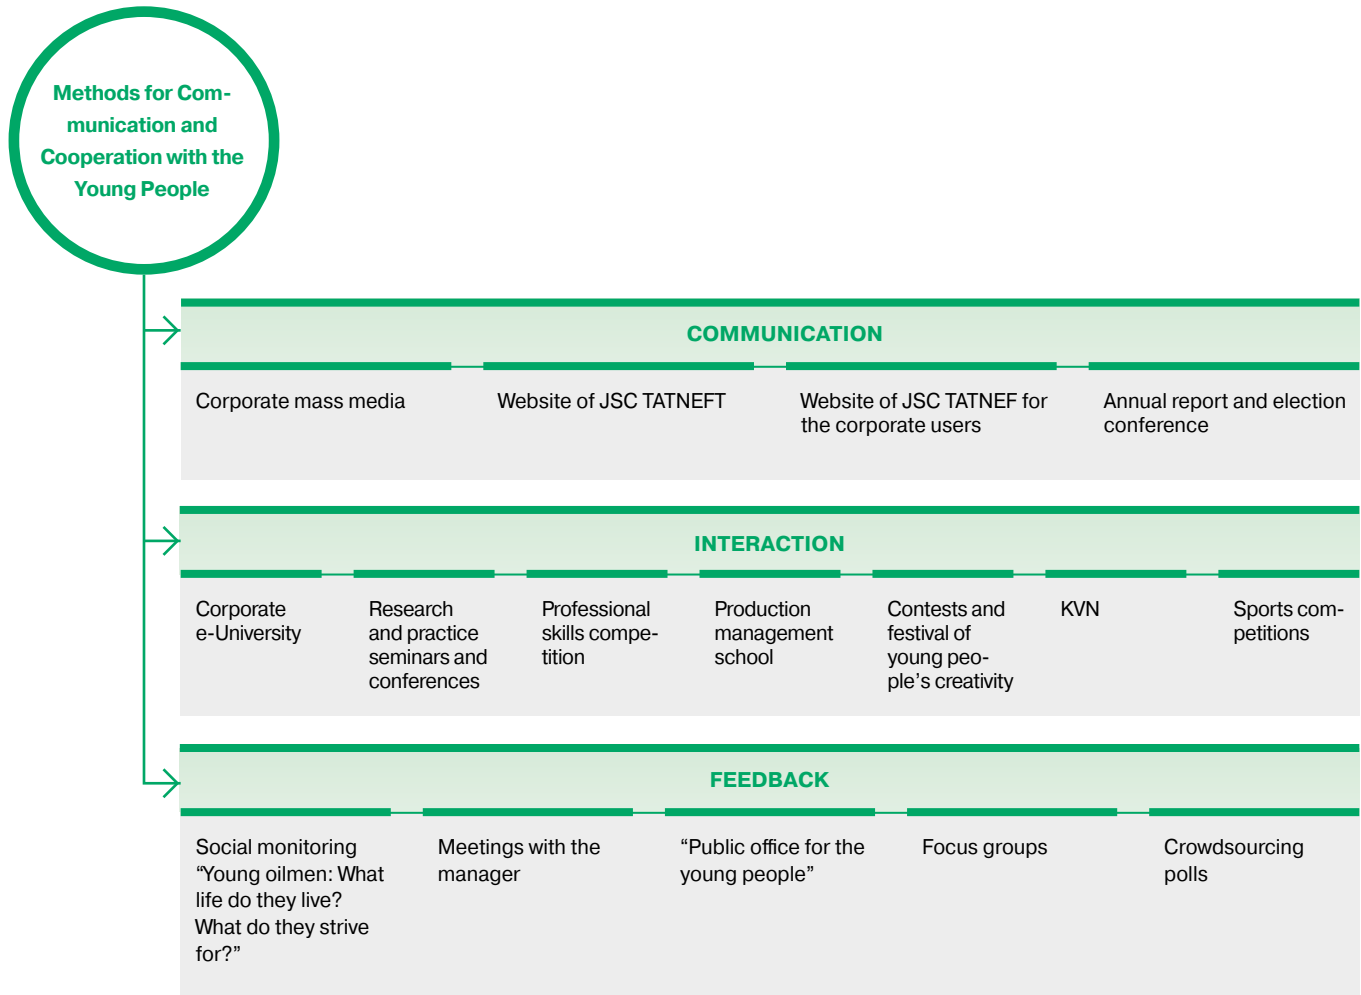 Methods for Com-
munication and
Cooperation with the
Young People
COMMUNICATION
Corporate mass media
Website of JSC TATNEFT
Website of JSC TATNEF for
the corporate users
Annual report and election
conference
INTERACTION
Corporate
e-University
Research
and practice
seminars and
conferences
Professional
skills compe-
tition
Production
management
school
Contests and
festival of
young peo-
ple’s creativity
KVN
Sports com-
petitions
FEEDBACK
Social monitoring
“Young oilmen: What
life do they live?
What do they strive
for?”
Meetings with the
manager
“Public office for the
young people”
Focus groups
Crowdsourcing
polls